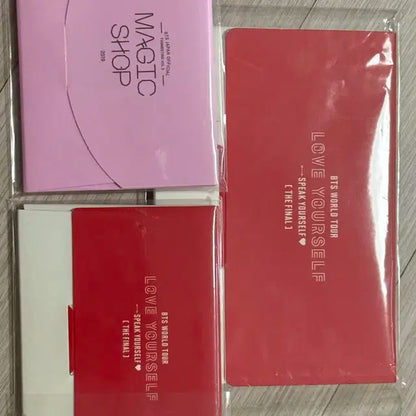 BTS JAPAN OFFICIAL
FANMEETING VOL.5
MAGIC
SHOP
2019
BTS WORLD TOUR
LOVE YOURSELF
SPEAK YOURSELF
[ THE FINAL ]
BTS WORLD TOUR
LOVE YOURSELF
SPEAK YOURSELF
[ THE FINAL ]